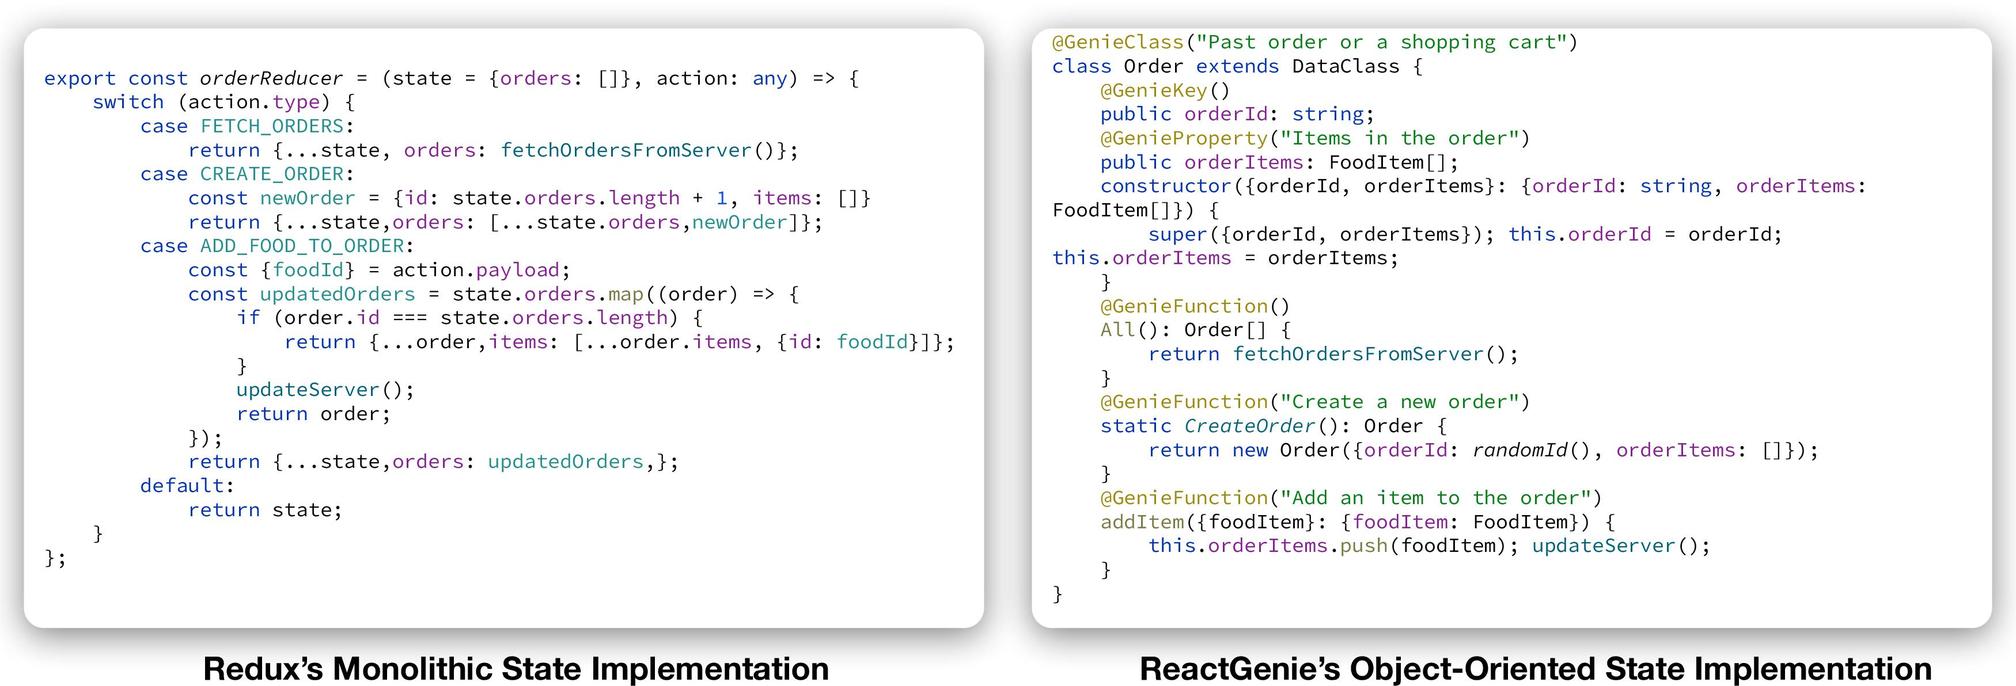 export const orderReducer = (state = {orders: []}, action: any) => {
    switch (action.type) {
        case FETCH_ORDERS:
            return {...state, orders: fetchOrdersFromServer()};
        case CREATE_ORDER:
            const newOrder = {id: state.orders.length + 1, items: []}
            return {...state,orders: [...state.orders,newOrder]};
        case ADD_FOOD_TO_ORDER:
            const {foodId} = action.payload;
            const updatedOrders = state.orders.map((order) => {
                if (order.id === state.orders.length) {
                    return {...order,items: [...order.items, {id: foodId}]};
                }
                updateServer();
                return order;
            });
            return {...state,orders: updatedOrders,};
        default:
            return state;
    }
};
Redux's Monolithic State Implementation
@GenieClass("Past order or a shopping cart")
class Order extends DataClass {
    @GenieKey()
    public orderId: string;
    @GenieProperty("Items in the order")
    public orderItems: FoodItem[];
    constructor({orderId, orderItems}: {orderId: string, orderItems:
FoodItem[]}) {
        super({orderId, orderItems}); this.orderId = orderId;
this.orderItems = orderItems;
    }
    @GenieFunction()
    All(): Order[] {
        return fetchOrdersFromServer();
    }
    @GenieFunction("Create a new order")
    static CreateOrder(): Order {
        return new Order({orderId: randomId(), orderItems: []});
    }
    @GenieFunction("Add an item to the order")
    addItem({foodItem}: {foodItem: FoodItem}) {
        this.orderItems.push(foodItem); updateServer();
    }
}
ReactGenie's Object-Oriented State Implementation